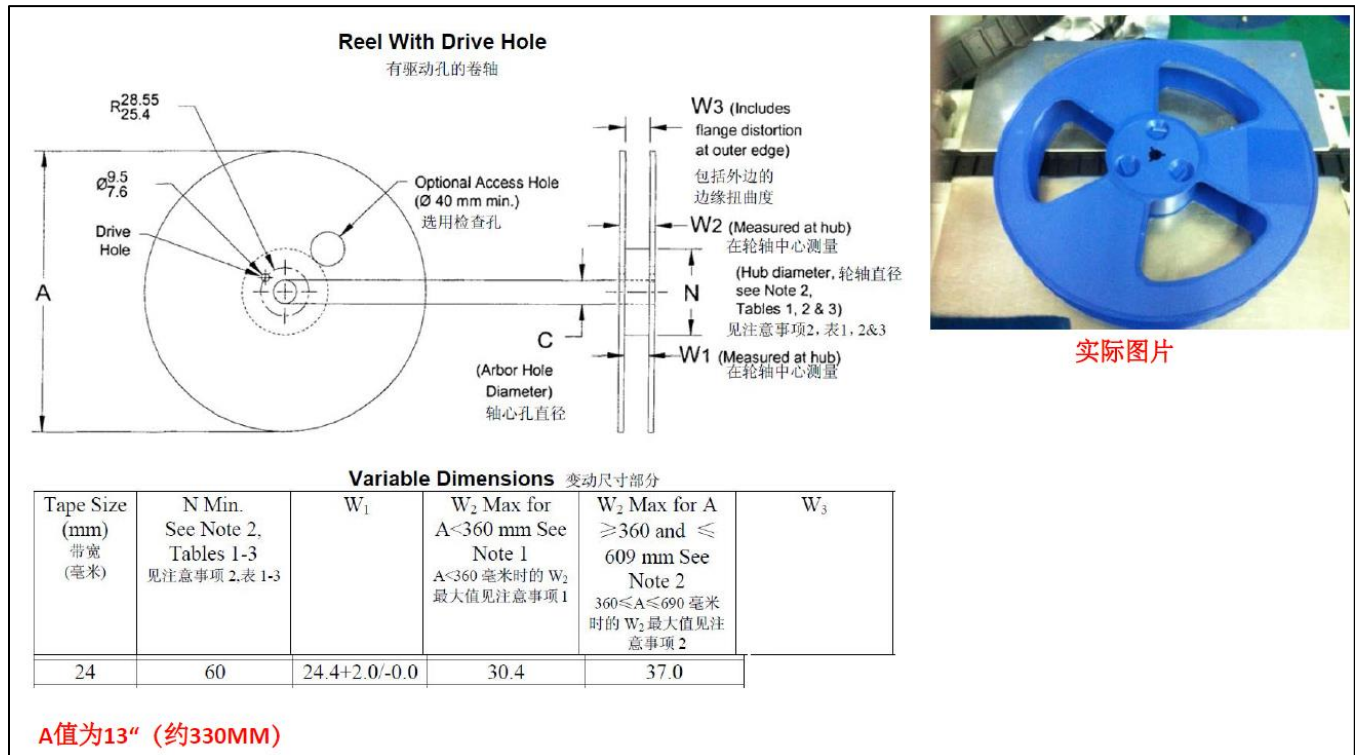 Reel With Drive Hole
有驱动孔的卷轴
R28.55
25.4
Ø9.5
7.6
Drive
Hole
A
Optional Access Hole
(Ø 40 mm min.)
选用检查孔
C
(Arbor Hole
Diameter)
轴心孔直径
W3 (Includes
flange distortion
at outer edge)
包括外边的
边缘扭曲度
W2 (Measured at hub)
在轮轴中心测量
N
(Hub diameter, 轮轴直径
see Note 2,
Tables 1, 2 & 3)
见注意事项2, 表1, 2&3
W1 (Measured at hub)
在轮轴中心测量
实际图片
Variable Dimensions 变动尺寸部分
Tape Size
(mm)
带宽
(毫米)
N Min.
See Note 2,
Tables 1-3
见注意事项 2,表 1-3
W1
W2 Max for
A<360 mm See
Note 1
A<360 毫米时的 W2
最大值见注意事项 1
W2 Max for A
≥360 and ≤
609 mm See
Note 2
360≤A≤690 毫米
时的 W2 最大值见注
意事项 2
W3
24 60 24.4+2.0/-0.0 30.4 37.0
A值为13“（约330MM）